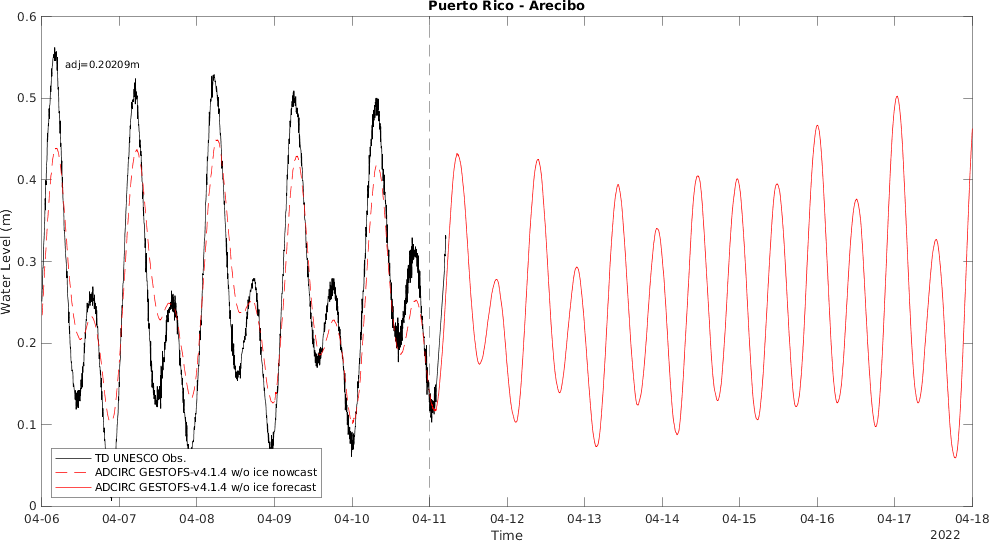 Puerto Rico - Arecibo
0.6
adj=0.20209m
0.5
0.4
0.3
0.2
0.1
0
Water Level (m)
TD UNESCO Obs.
ADCIRC GESTOFS-v4.1.4 w/o ice nowcast
ADCIRC GESTOFS-v4.1.4 w/o ice forecast
04-06 04-07 04-08 04-09 04-10 04-11 04-12 04-13 04-14 04-15 04-16 04-17 04-18
Time
2022